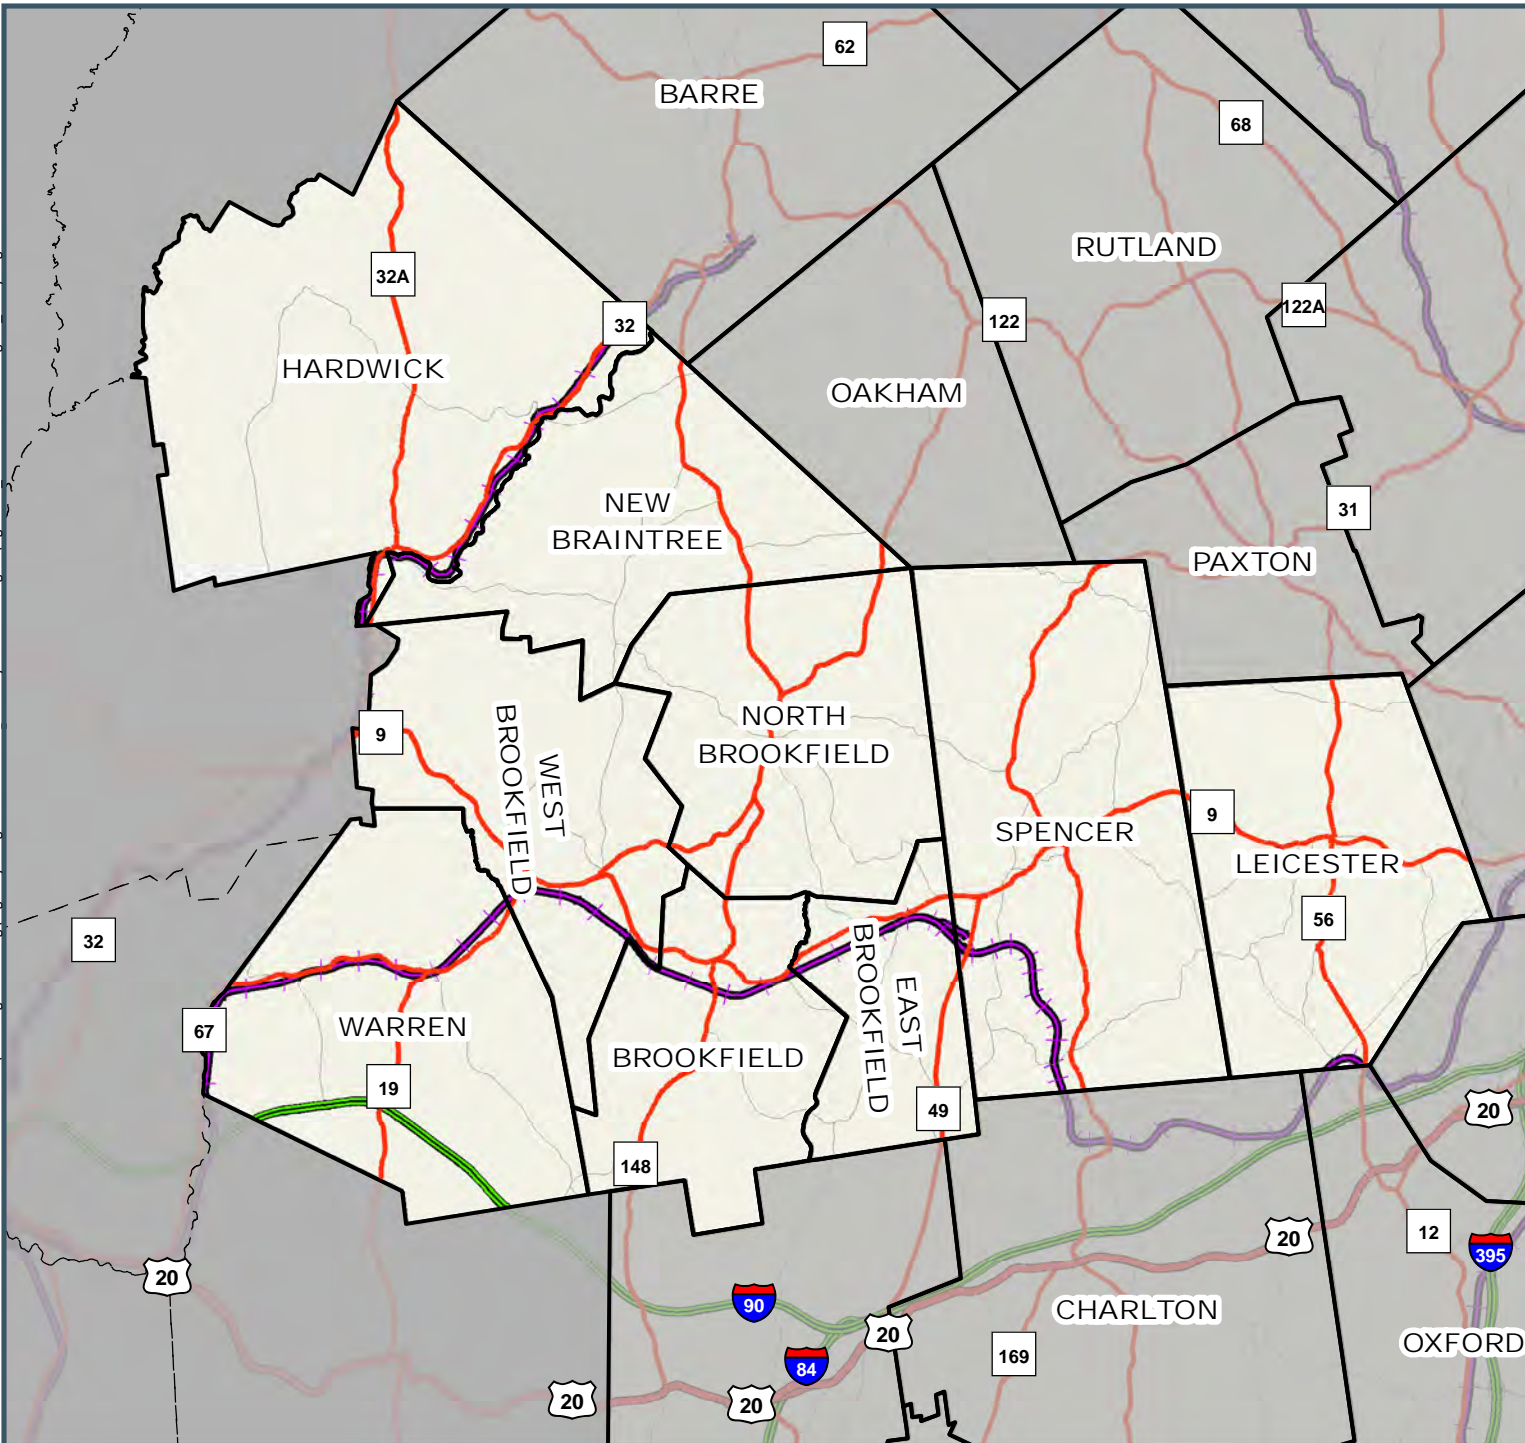 62
BARRE
68
RUTLAND
32A
122A
32
122
HARDWICK
OAKHAM
NEW
BRAINTREE
31
PAXTON
NORTH
BROOKFIELD
9
WEST
BROOKFIELD
9
SPENCER
LEICESTER
56
32
EAST
BROOKFIELD
67
WARREN
BROOKFIELD
19
49
20
148
12
20
395
20
90
CHARLTON
20
OXFORD
169
84
20
20